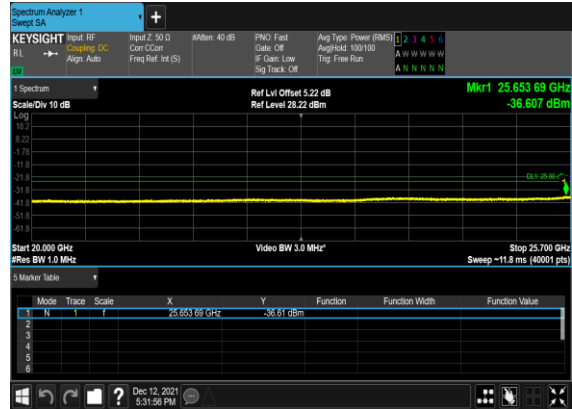 Spectrum Analyzer 1
Swept SA
KEYSIGHT Input: RF Input Z: 50 Ω #Atten: 40 dB PNO: Fast Avg Type: Power (RMS) 1 2 3 4 5 6
RL Coupling: DC Corr CCorr Gate: Off Avg|Hold: 100/100 A W W W W W
Align: Auto Freq Ref: Int (S) IF Gain: Low Trig: Free Run
Sig Track: Off A N N N N N
1 Spectrum Ref Lvl Offset 5.22 dB Mkr1 25.653 69 GHz
Scale/Div 10 dB Ref Level 28.22 dBm -36.607 dBm
Log
18.2
8.22
-1.78
-11.8
-21.8
-31.8
-41.8
-51.8
-61.8
Start 20.000 GHz Video BW 3.0 MHz* Stop 25.700 GHz
#Res BW 1.0 MHz Sweep ~11.8 ms (40001 pts)
5 Marker Table
Mode Trace Scale X Y Function Function Width Function Value
1 N 1 f 25.653 69 GHz -36.61 dBm
2
3
4
5
6
? Dec 12, 2021
5:31:56 PM